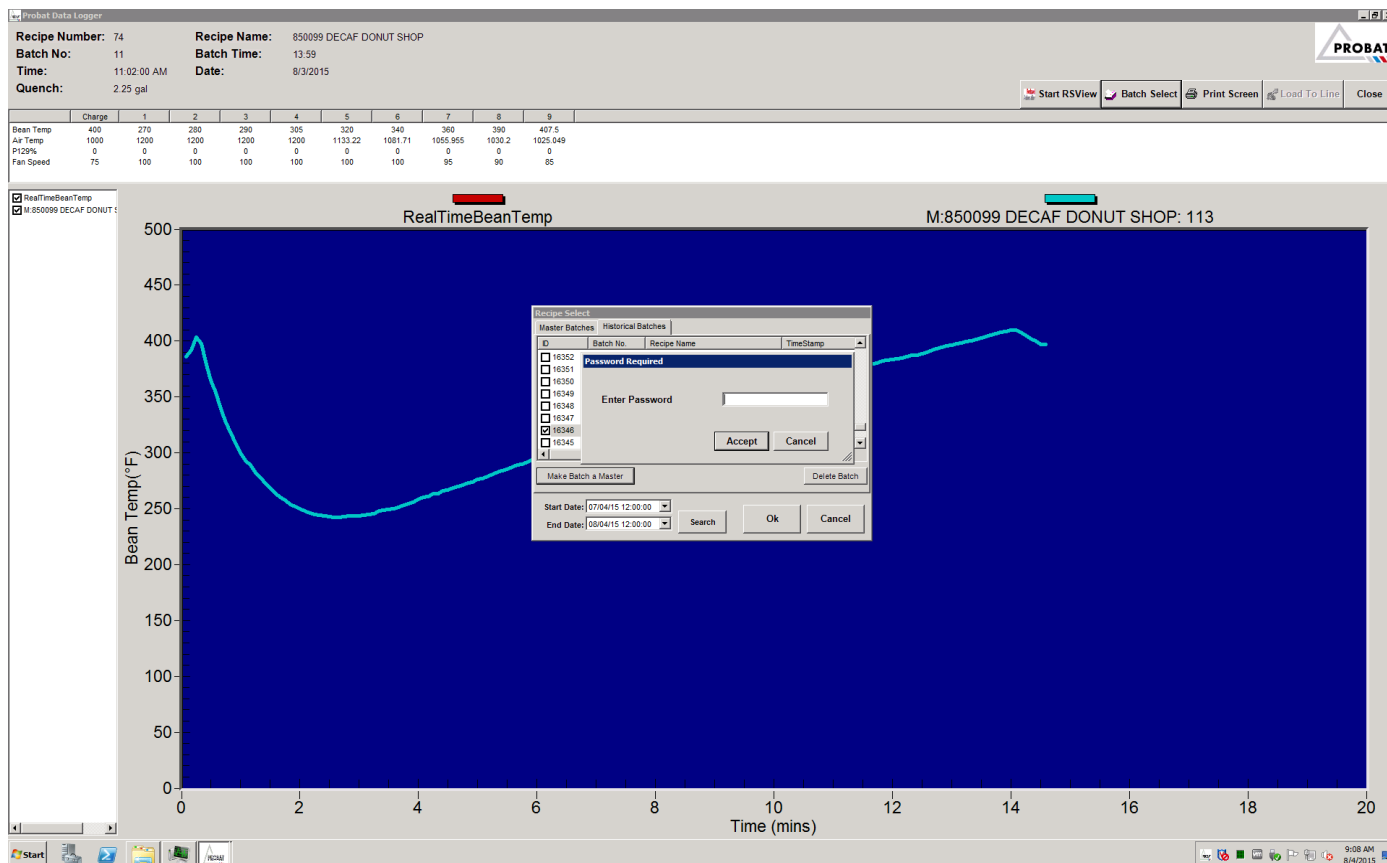 Probat Data Logger
Recipe Number: 74 Recipe Name: 850099 DECAF DONUT SHOP
Batch No: 11 Batch Time: 13:59
Time: 11:02:00 AM Date: 8/3/2015
Quench: 2.25 gal
PROBAT
Start RSView Batch Select Print Screen Load To Line Close
Charge 1 2 3 4 5 6 7 8 9
Bean Temp 400 270 280 290 305 320 340 360 390 407.5
Air Temp 1000 1200 1200 1200 1200 1133.22 1081.71 1055.955 1030.2 1025.049
P129% 0 0 0 0 0 0 0 0 0 0
Fan Speed 75 100 100 100 100 100 100 95 90 85
RealTimeBeanTemp
M:850099 DECAF DONUT S
RealTimeBeanTemp M:850099 DECAF DONUT SHOP: 113
500
450
400
350
300
250
200
150
100
50
0
Bean Temp(°F)
0 2 4 6 8 10 12 14 16 18 20
Time (mins)
Recipe Select
Master Batches Historical Batches
ID Batch No. Recipe Name TimeStamp
16352
16351
16350
16349
16348
16347
16346
16345
Password Required
Enter Password
Accept Cancel
Make Batch a Master Delete Batch
Start Date: 07/04/15 12:00:00
End Date: 08/04/15 12:00:00 Search Ok Cancel
Start PROBAT 9:08 AM
8/4/2015